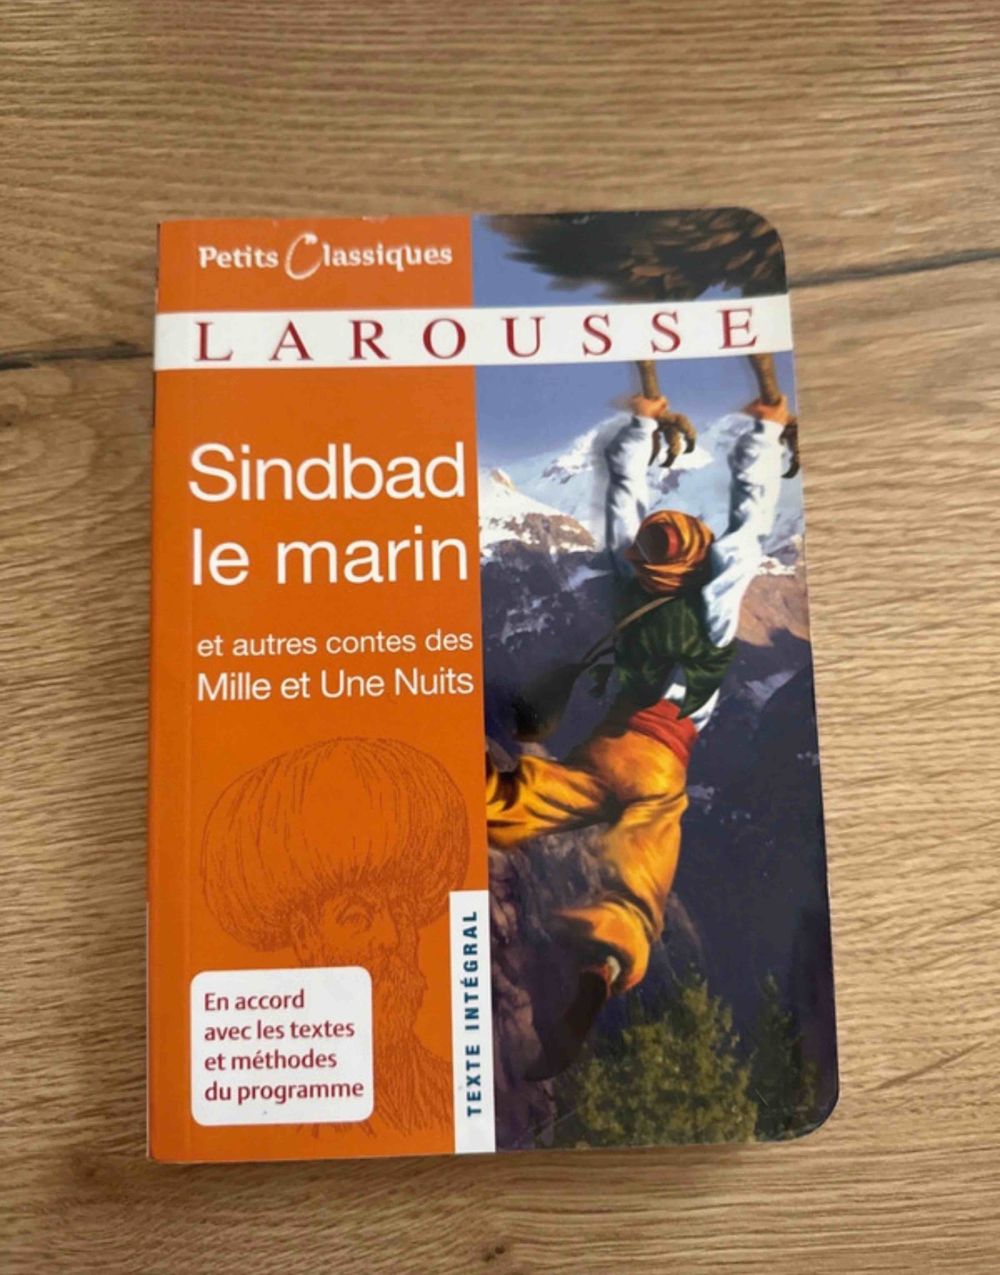 Petits Classiques
LAROUSSE
Sindbad
le marin
et autres contes des
Mille et Une Nuits
En accord
avec les textes
et méthodes
du programme
TEXTE INTÉGRAL